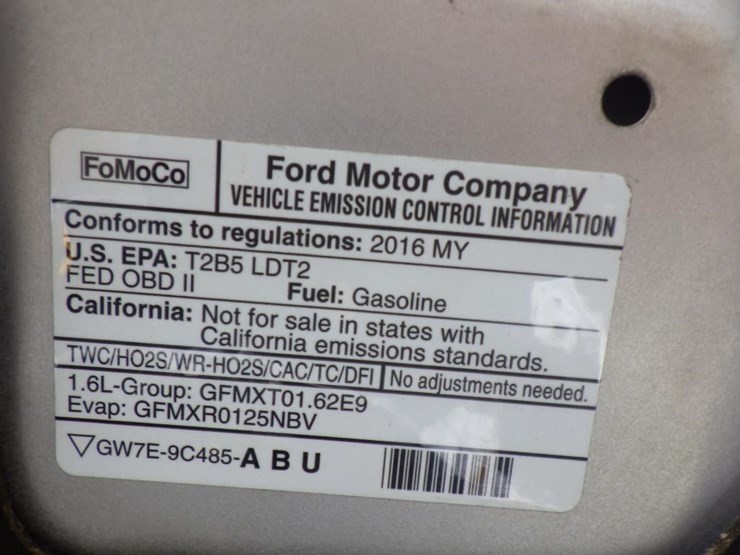 FoMoCo
Ford Motor Company
VEHICLE EMISSION CONTROL INFORMATION
Conforms to regulations: 2016 MY
U.S. EPA: T2B5 LDT2
FED OBD II Fuel: Gasoline
California: Not for sale in states with
California emissions standards.
TWC/HO2S/WR-HO2S/CAC/TC/DFI No adjustments needed.
1.6L-Group: GFMXT01.62E9
Evap: GFMXR0125NBV
▽GW7E-9C485-A B U